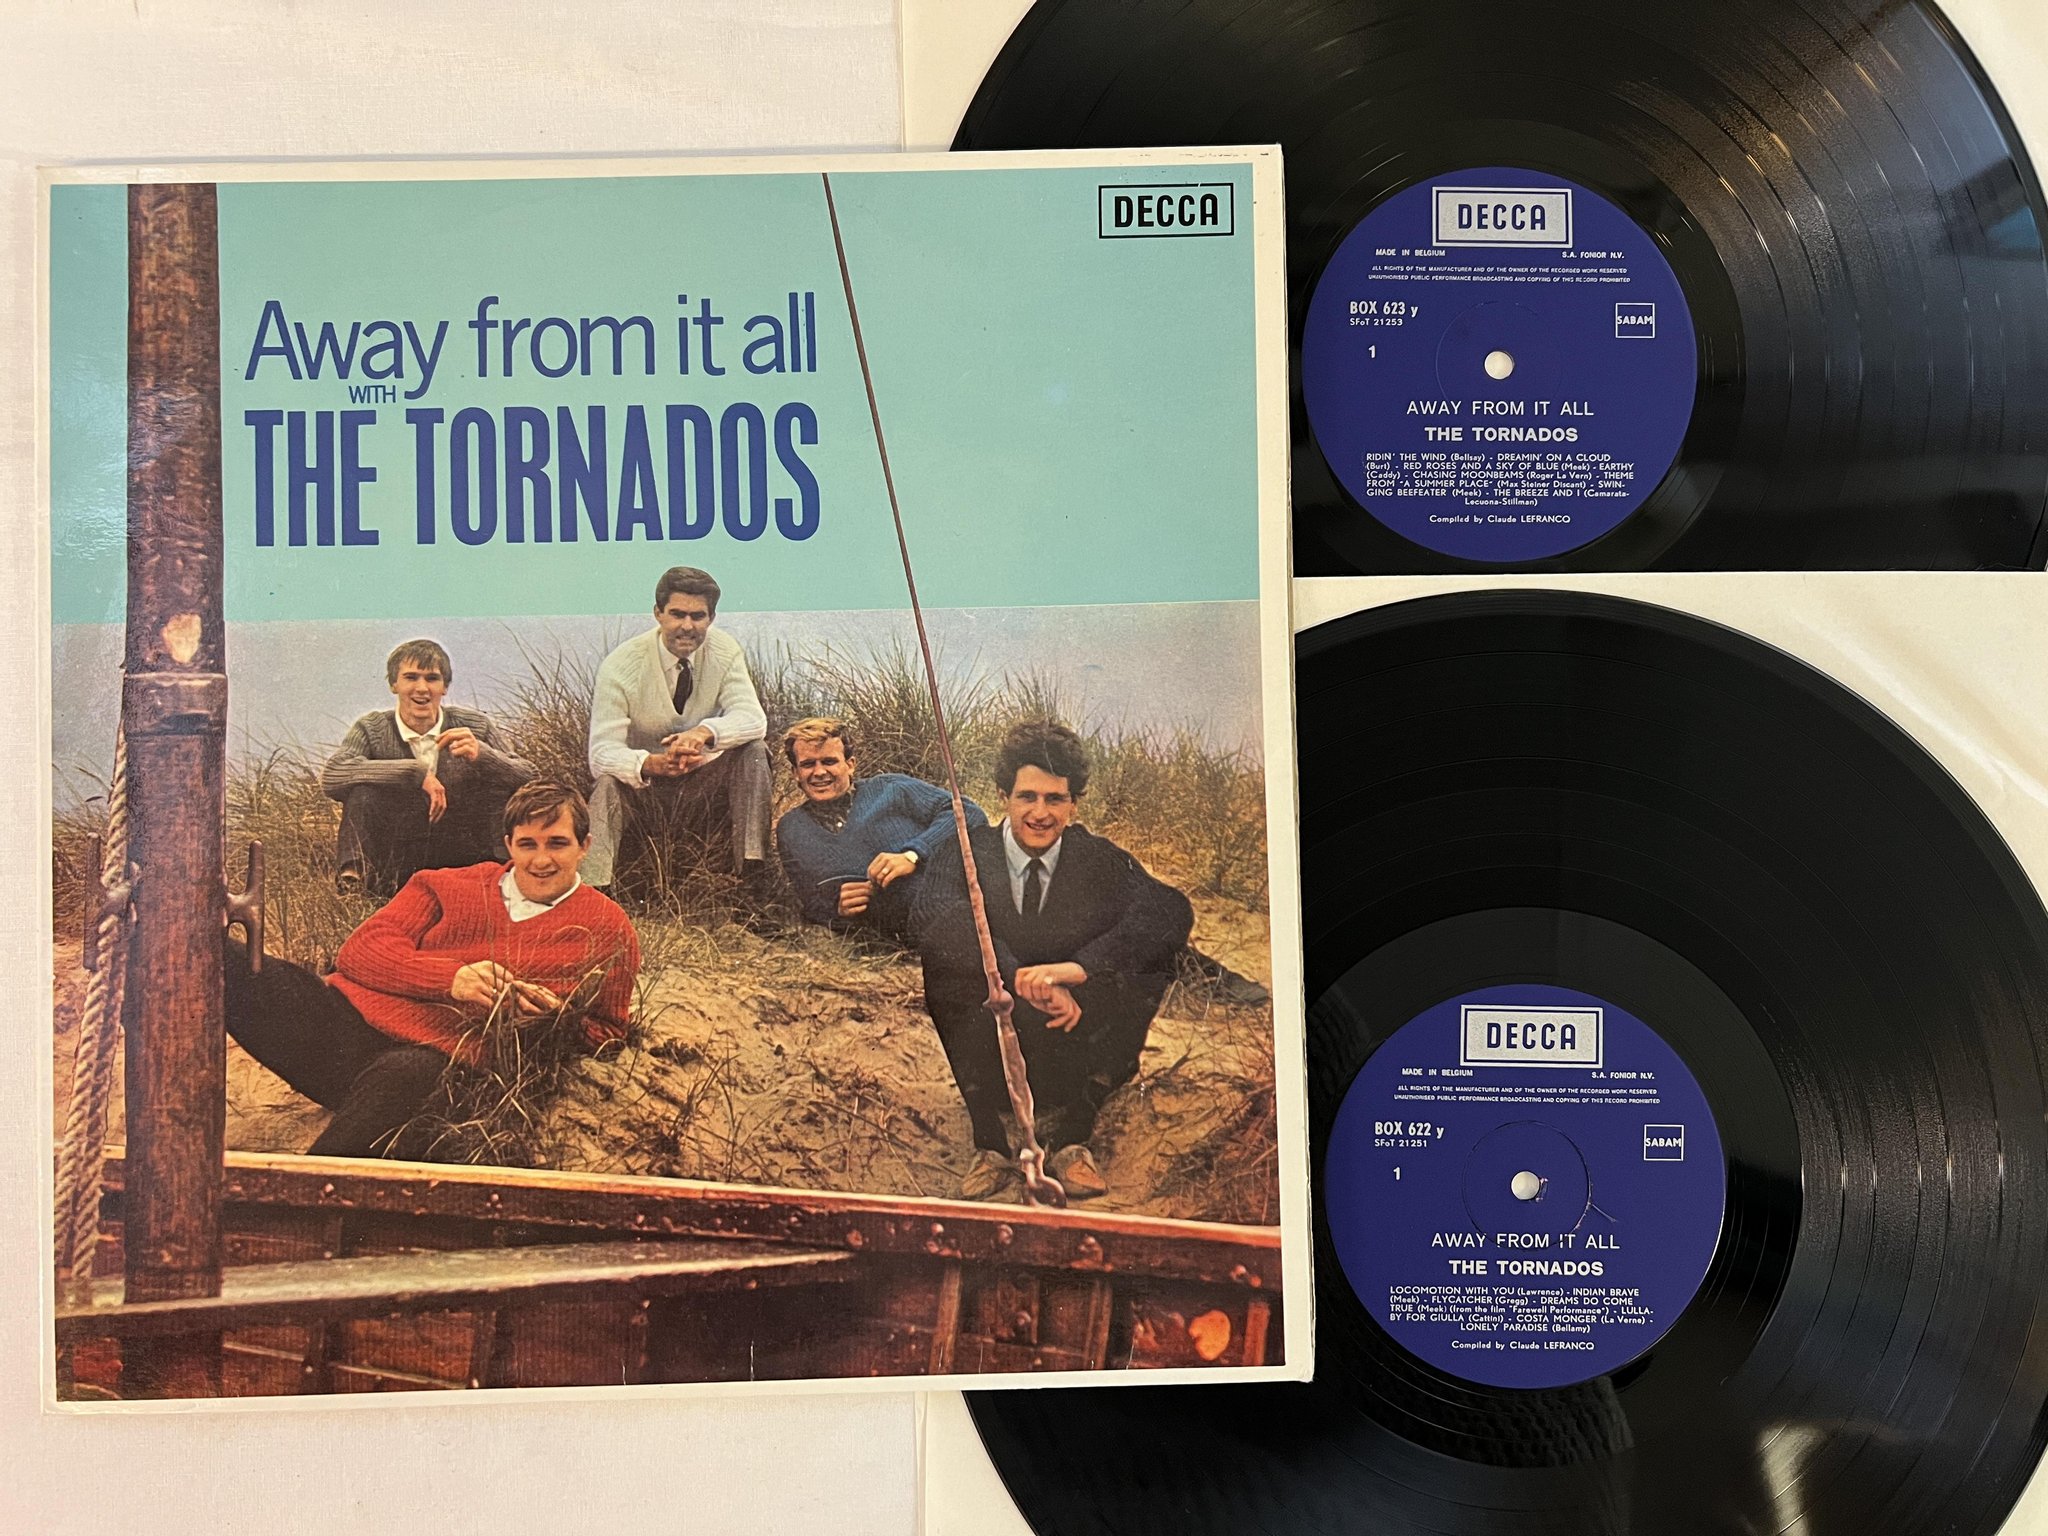 DECCA
Away from it all
WITH
THE TORNADOS
DECCA
MADE IN BELGIUM S.A. FONIOR N.V.
ALL RIGHTS OF THE MANUFACTURER AND OF THE OWNER OF THE RECORDED WORK RESERVED
UNAUTHORISED PUBLIC PERFORMANCE BROADCASTING AND COPYING OF THIS RECORD PROHIBITED
BOX 623 y
SFoT 21253
SABAM
1
AWAY FROM IT ALL
THE TORNADOS
RIDIN' THE WIND (Bellsay) - DREAMIN' ON A CLOUD
(Burt) - RED ROSES AND A SKY OF BLUE (Meek) - EARTHY
(Caddy) - CHASING MOONBEAMS (Roger La Vern) - THEME
FROM "A SUMMER PLACE" (Max Steiner Discant) - SWIN-
GING BEEFEATER (Meek) - THE BREEZE AND I (Camarata-
Lecuona-Stillman)
Compiled by Claude LEFRANCQ
DECCA
MADE IN BELGIUM S.A. FONIOR N.V.
ALL RIGHTS OF THE MANUFACTURER AND OF THE OWNER OF THE RECORDED WORK RESERVED
UNAUTHORISED PUBLIC PERFORMANCE BROADCASTING AND COPYING OF THIS RECORD PROHIBITED
BOX 622 y
SFoT 21251
SABAM
1
AWAY FROM IT ALL
THE TORNADOS
LOCOMOTION WITH YOU (Lawrence) - INDIAN BRAVE
(Meek) - FLYCATCHER (Gregg) - DREAMS DO COME
TRUE (Meek) (from the film "Farewell Performance") - LULLA-
BY FOR GIULLA (Cattini) - COSTA MONGER (La Verne) -
LONELY PARADISE (Bellamy)
Compiled by Claude LEFRANCQ